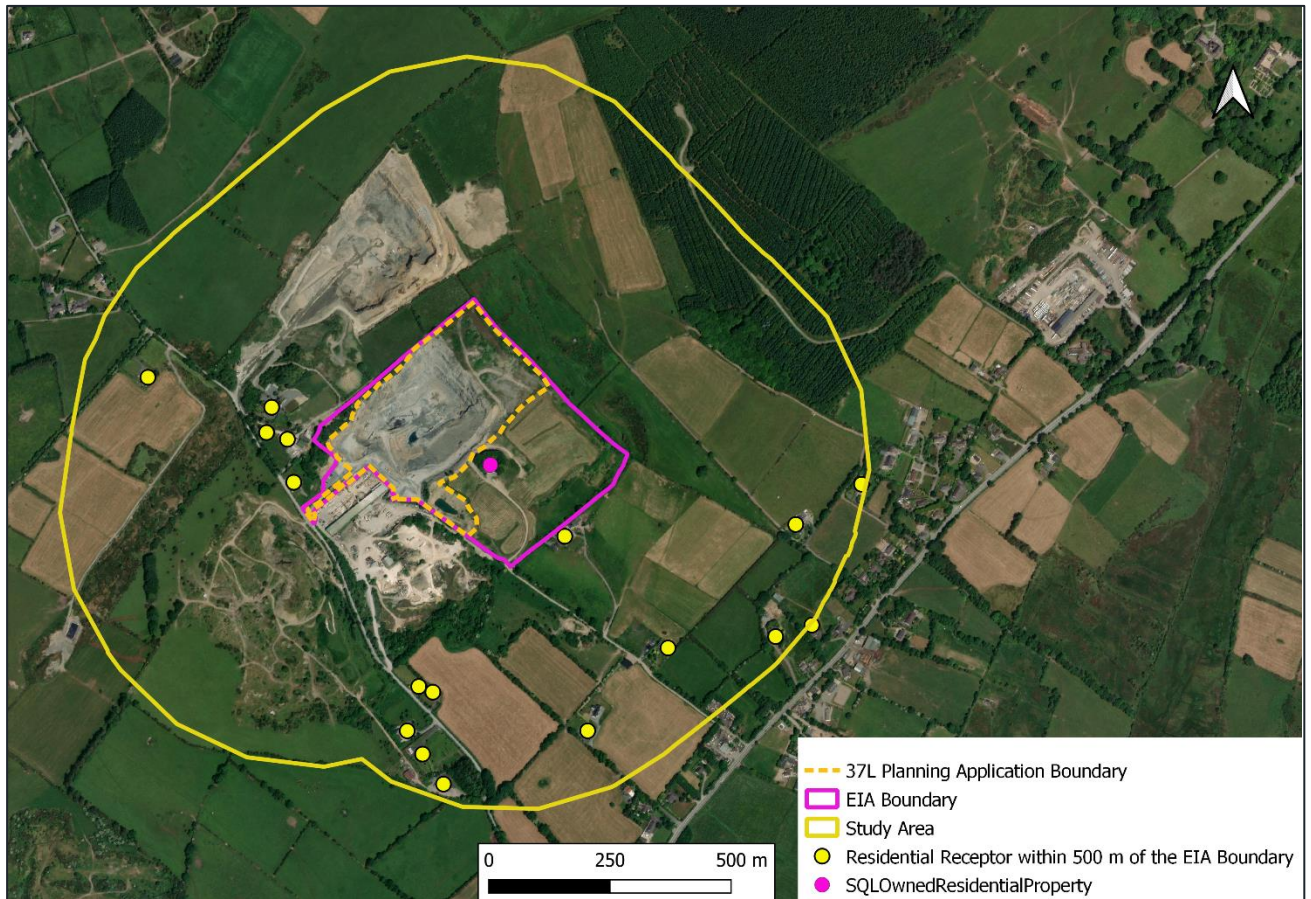 37L Planning Application Boundary
EIA Boundary
Study Area
Residential Receptor within 500 m of the EIA Boundary
SQLOwnedResidentialProperty
0 250 500 m